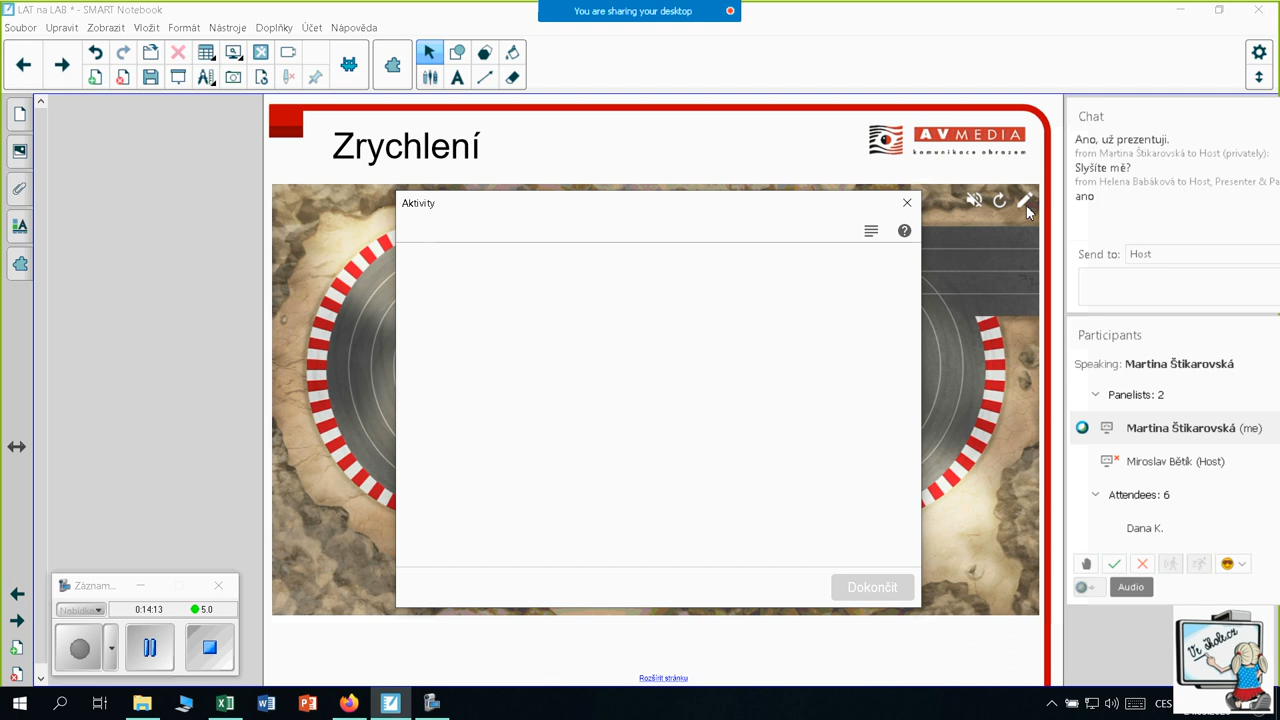 LAT na LAB * - SMART Notebook
You are sharing your desktop
Soubor Upravit Zobrazit Vložit Formát Nástroje Doplňky Účet Nápověda
Zrychlení
AV MEDIA
komunikace obrazem
Aktivity
Dokončit
Rozšířit stránku
Chat
Ano, už prezentuji.
from Martina Štikarovská to Host (privately):
Slyšíte mě?
from Helena Babáková to Host, Presenter & Pa
ano
Send to: Host
Participants
Speaking: Martina Štikarovská
Panelists: 2
Martina Štikarovská (me)
Miroslav Bětík (Host)
Attendees: 6
Dana K.
Audio
Záznam...
Nabídka
0:14:13
5.0
Ve škole.cz
CES